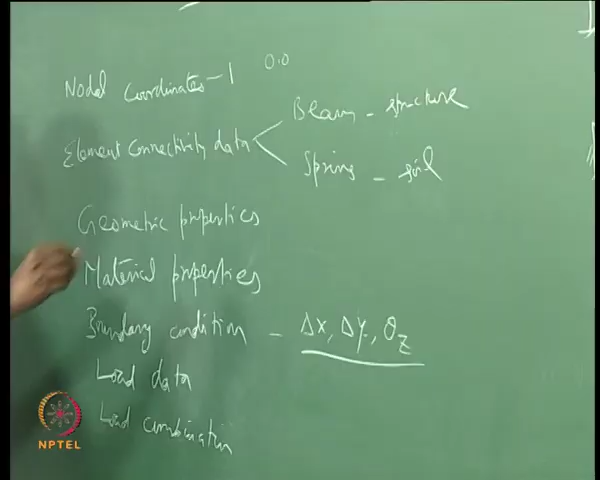 Nodal coordinates - 1 0.0
Element connectivity data
Beam - structure
Spring - soil
Geometric properties
Material properties
Boundary condition - Δx, Δy, θz
Load data
Load combination
NPTEL